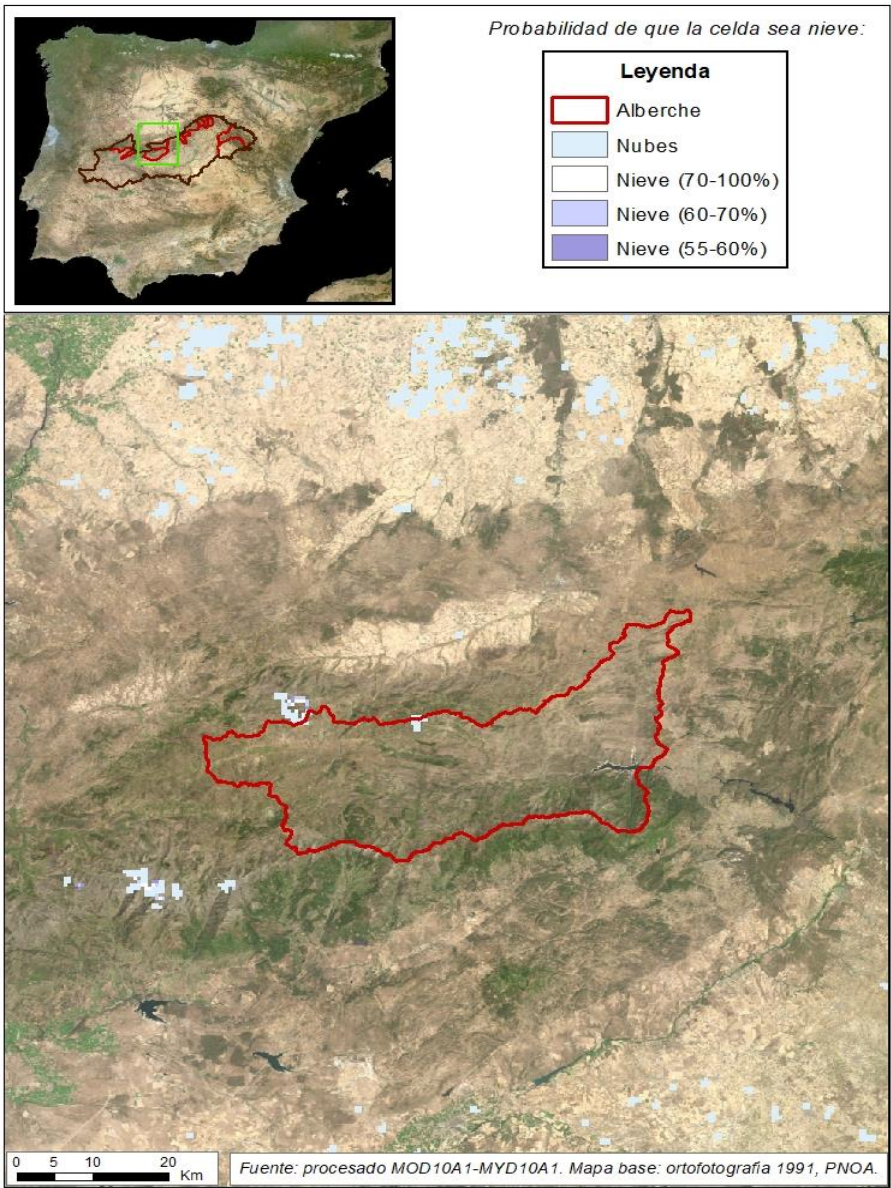 Probabilidad de que la celda sea nieve:
Leyenda
Alberche
Nubes
Nieve (70-100%)
Nieve (60-70%)
Nieve (55-60%)
0 5 10 20
Km
Fuente: procesado MOD10A1-MYD10A1. Mapa base: ortofotografía 1991, PNOA.